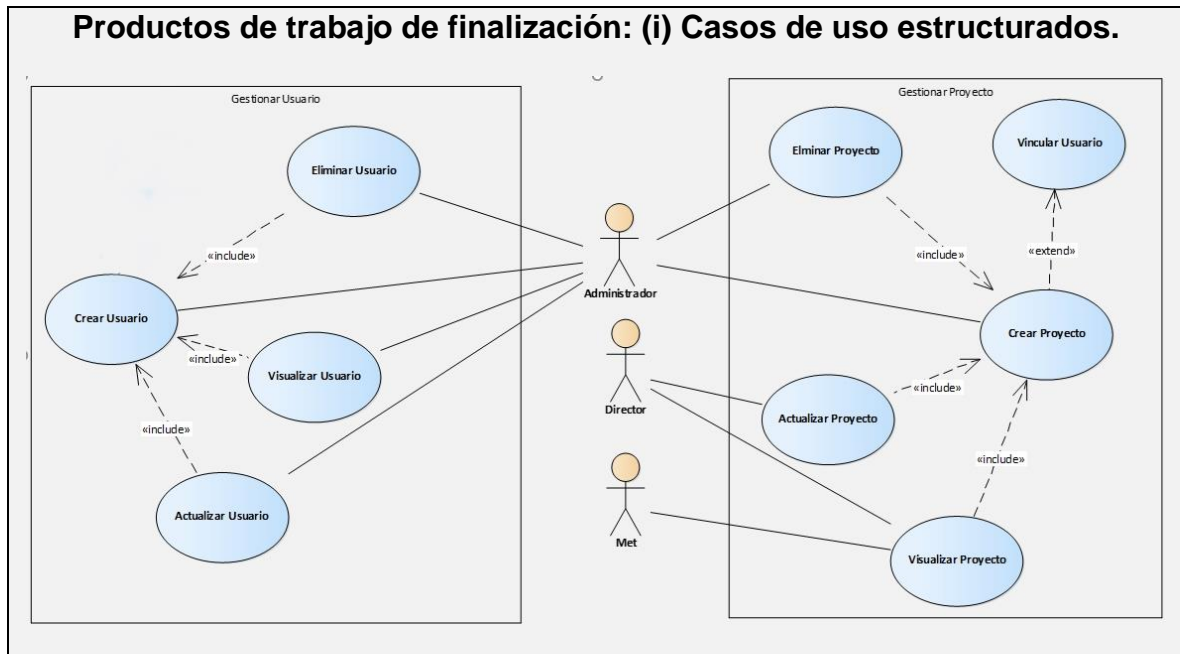 Productos de trabajo de finalización: (i) Casos de uso estructurados.
Gestionar Usuario
Eliminar Usuario
«include»
Crear Usuario
«include»
Visualizar Usuario
«include»
Actualizar Usuario
Administrador
Director
Met
Gestionar Proyecto
Elminar Proyecto
Vincular Usuario
«include»
«extend»
Crear Proyecto
«include»
Actualizar Proyecto
«include»
Visualizar Proyecto